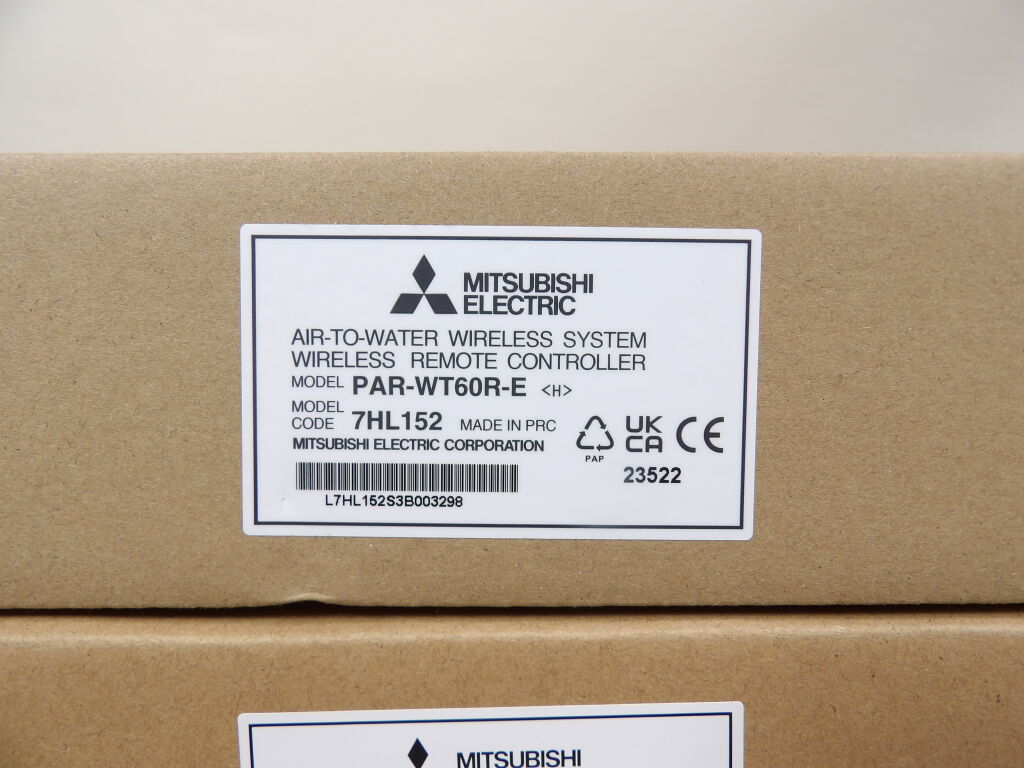 MITSUBISHI
ELECTRIC
AIR-TO-WATER WIRELESS SYSTEM
WIRELESS REMOTE CONTROLLER
MODEL PAR-WT60R-E <H>
MODEL CODE 7HL152 MADE IN PRC
MITSUBISHI ELECTRIC CORPORATION
PAP
UK
CA
CE
23522
L7HL152S3B003298
MITSUBISHI